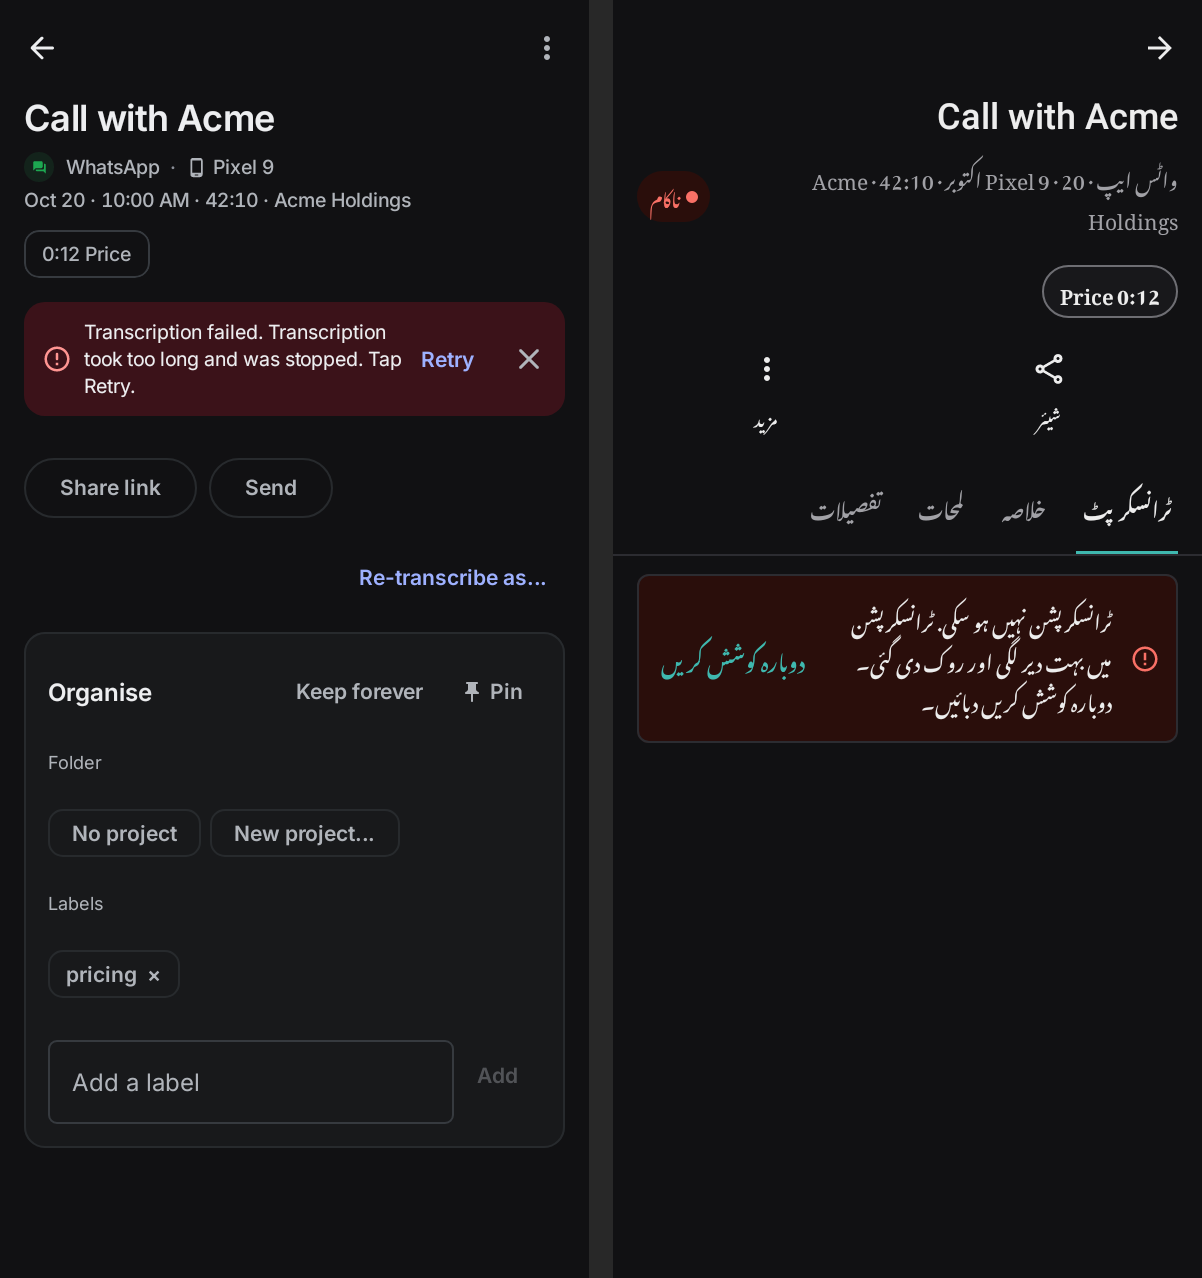 Call with Acme
WhatsApp · Pixel 9
Oct 20 · 10:00 AM · 42:10 · Acme Holdings
0:12 Price
Transcription failed. Transcription
took too long and was stopped. Tap
Retry.
Retry
Share link
Send
Re-transcribe as...
Organise
Keep forever
Pin
Folder
No project
New project...
Labels
pricing ×
Add a label
Add
Call with Acme
واٹس ایپ · Pixel 9 · 20 اکتوبر · 42:10 · Acme
Holdings
ناکام
Price 0:12
شیئر
مزید
ٹرانسکرپٹ
خلاصہ
لمحات
تفصیلات
ٹرانسکرپشن نہیں ہو سکی. ٹرانسکرپشن
میں بہت دیر لگی اور روک دی گئی۔
دوبارہ کوشش کریں دبائیں۔
دوبارہ کوشش کریں